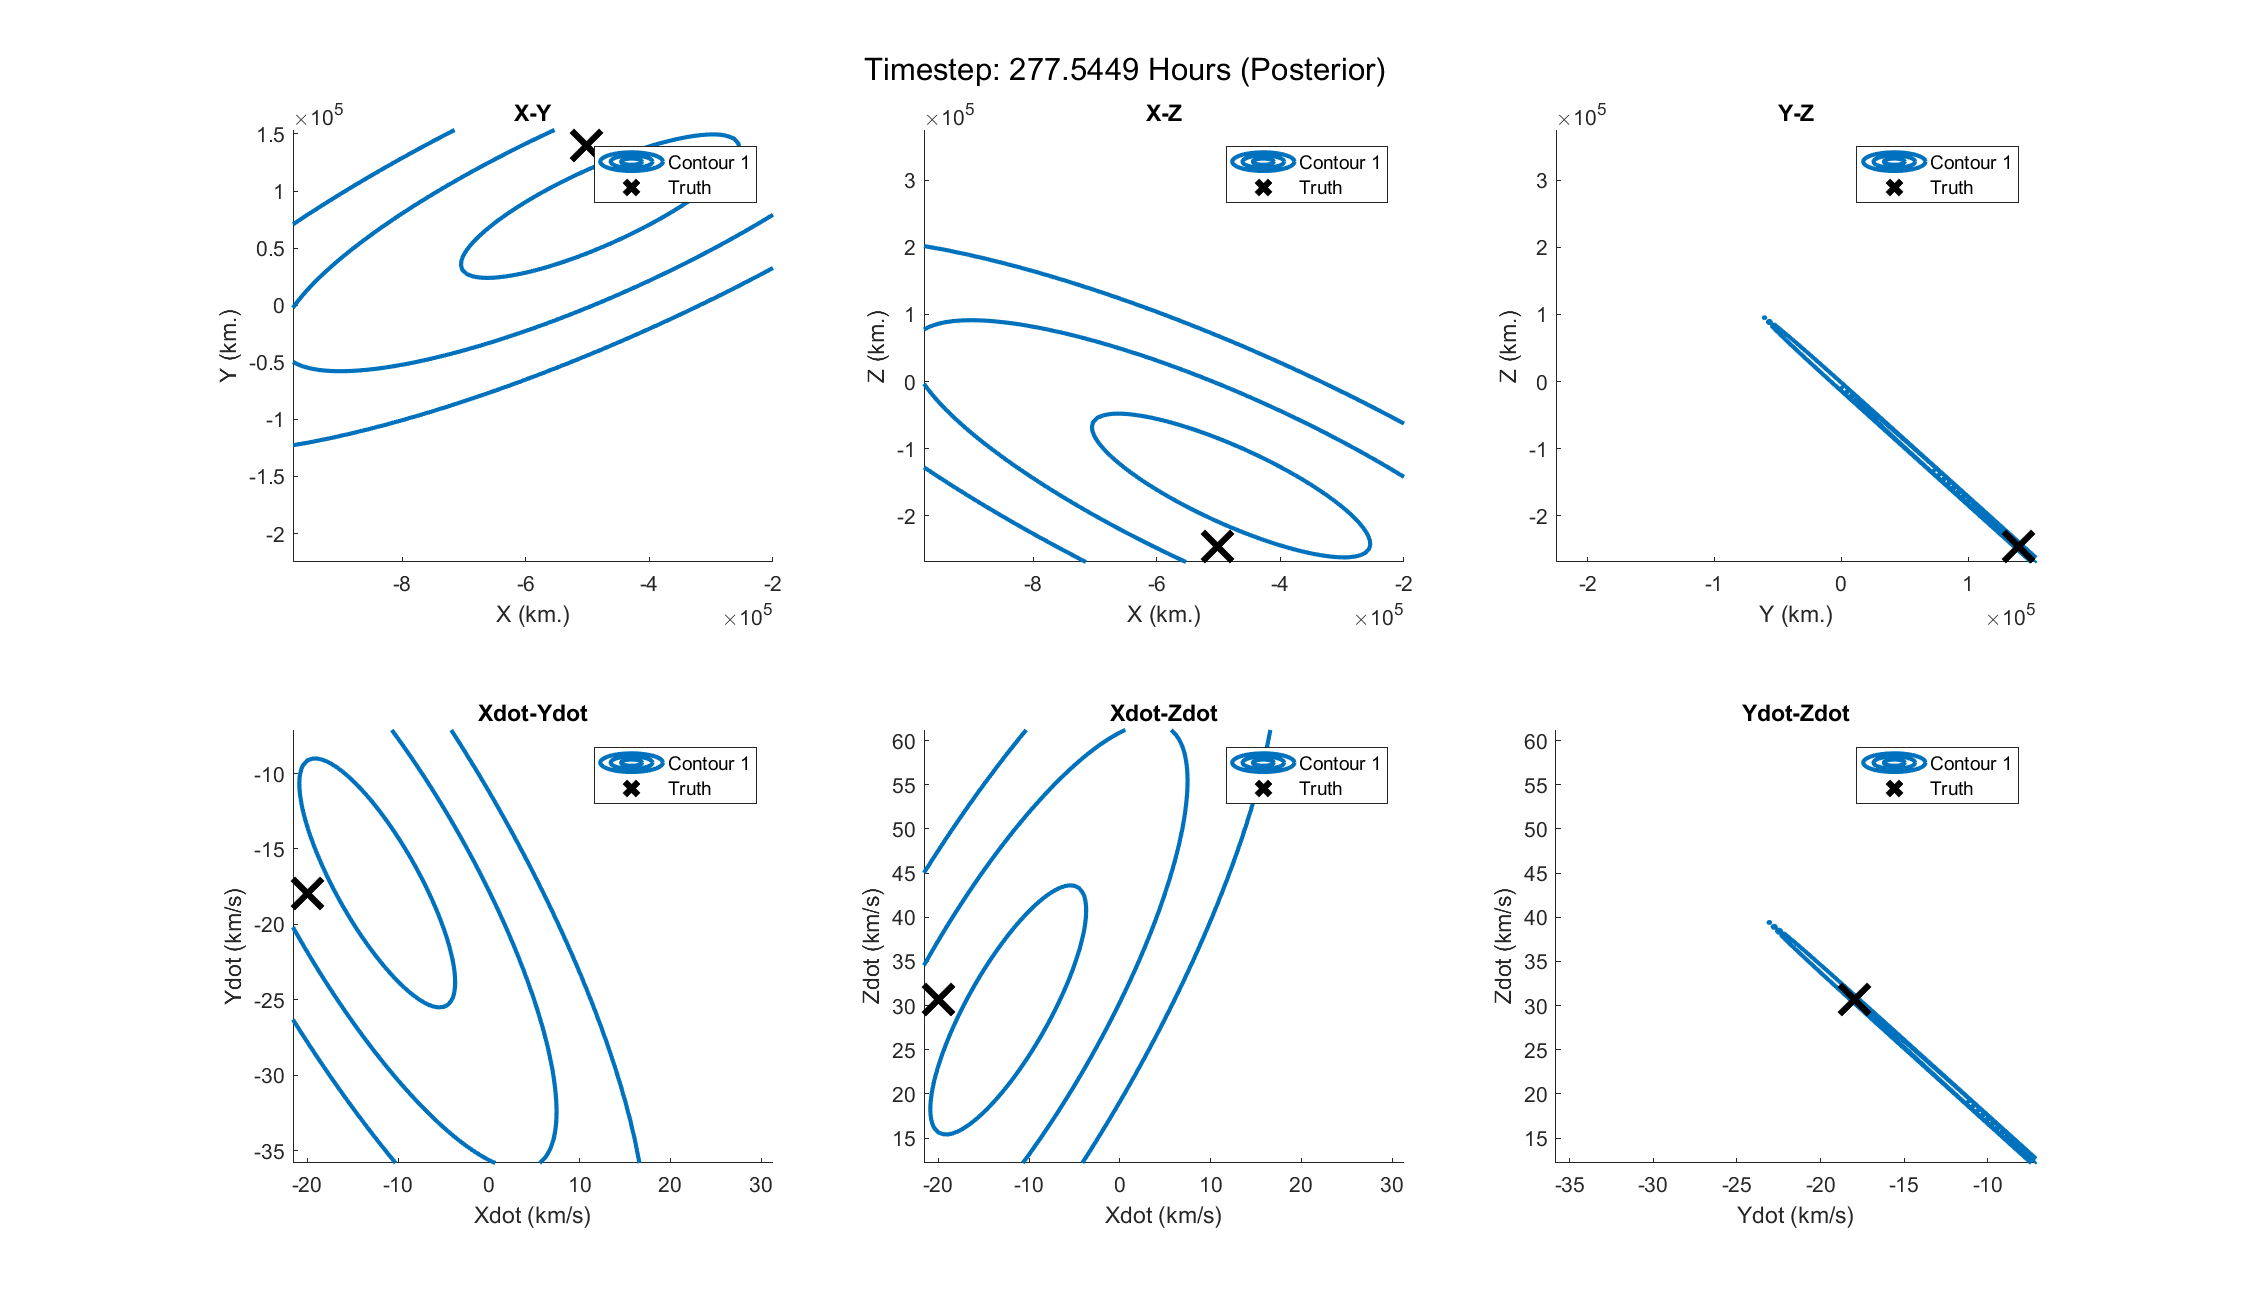 Timestep: 277.5449 Hours (Posterior)
X-Y
×10^5
1.5
1
0.5
0
-0.5
-1
-1.5
-2
Y (km.)
-8
-6
-4
-2
X (km.)
×10^5
Contour 1
Truth
X-Z
×10^5
3
2
1
0
-1
-2
Z (km.)
-8
-6
-4
-2
X (km.)
×10^5
Contour 1
Truth
Y-Z
×10^5
3
2
1
0
-1
-2
Z (km.)
-2
-1
0
1
Y (km.)
×10^5
Contour 1
Truth
Xdot-Ydot
-10
-15
-20
-25
-30
-35
Ydot (km/s)
-20
-10
0
10
20
30
Xdot (km/s)
Contour 1
Truth
Xdot-Zdot
60
55
50
45
40
35
30
25
20
15
Zdot (km/s)
-20
-10
0
10
20
30
Xdot (km/s)
Contour 1
Truth
Ydot-Zdot
60
55
50
45
40
35
30
25
20
15
Zdot (km/s)
-35
-30
-25
-20
-15
-10
Ydot (km/s)
Contour 1
Truth